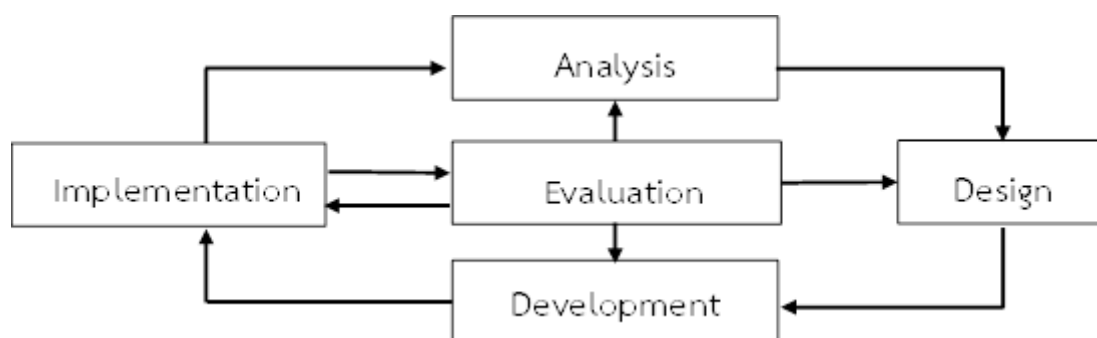 Analysis
Implementation
Evaluation
Design
Development